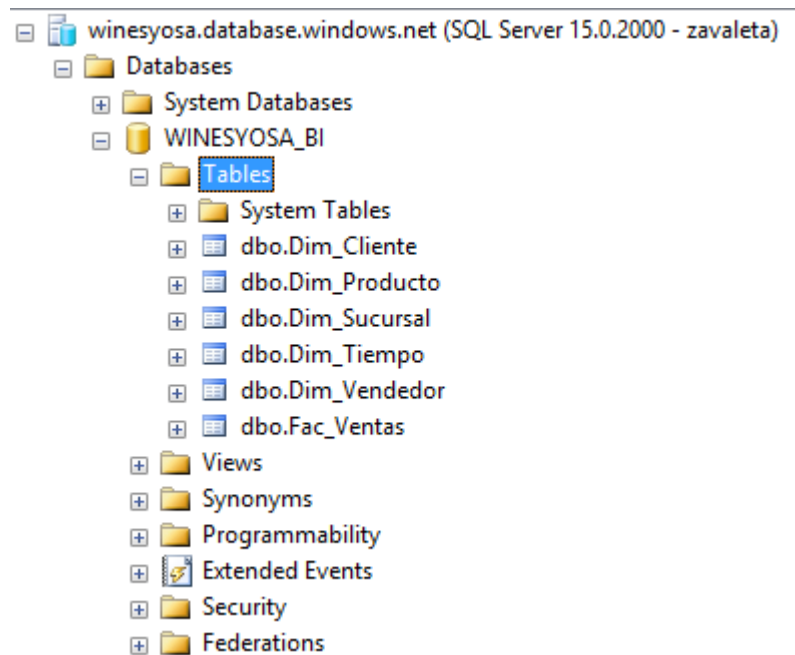 winesyosa.database.windows.net (SQL Server 15.0.2000 - zavaleta)
Databases
System Databases
WINESYOSA_BI
Tables
System Tables
dbo.Dim_Cliente
dbo.Dim_Producto
dbo.Dim_Sucursal
dbo.Dim_Tiempo
dbo.Dim_Vendedor
dbo.Fac_Ventas
Views
Synonyms
Programmability
Extended Events
Security
Federations